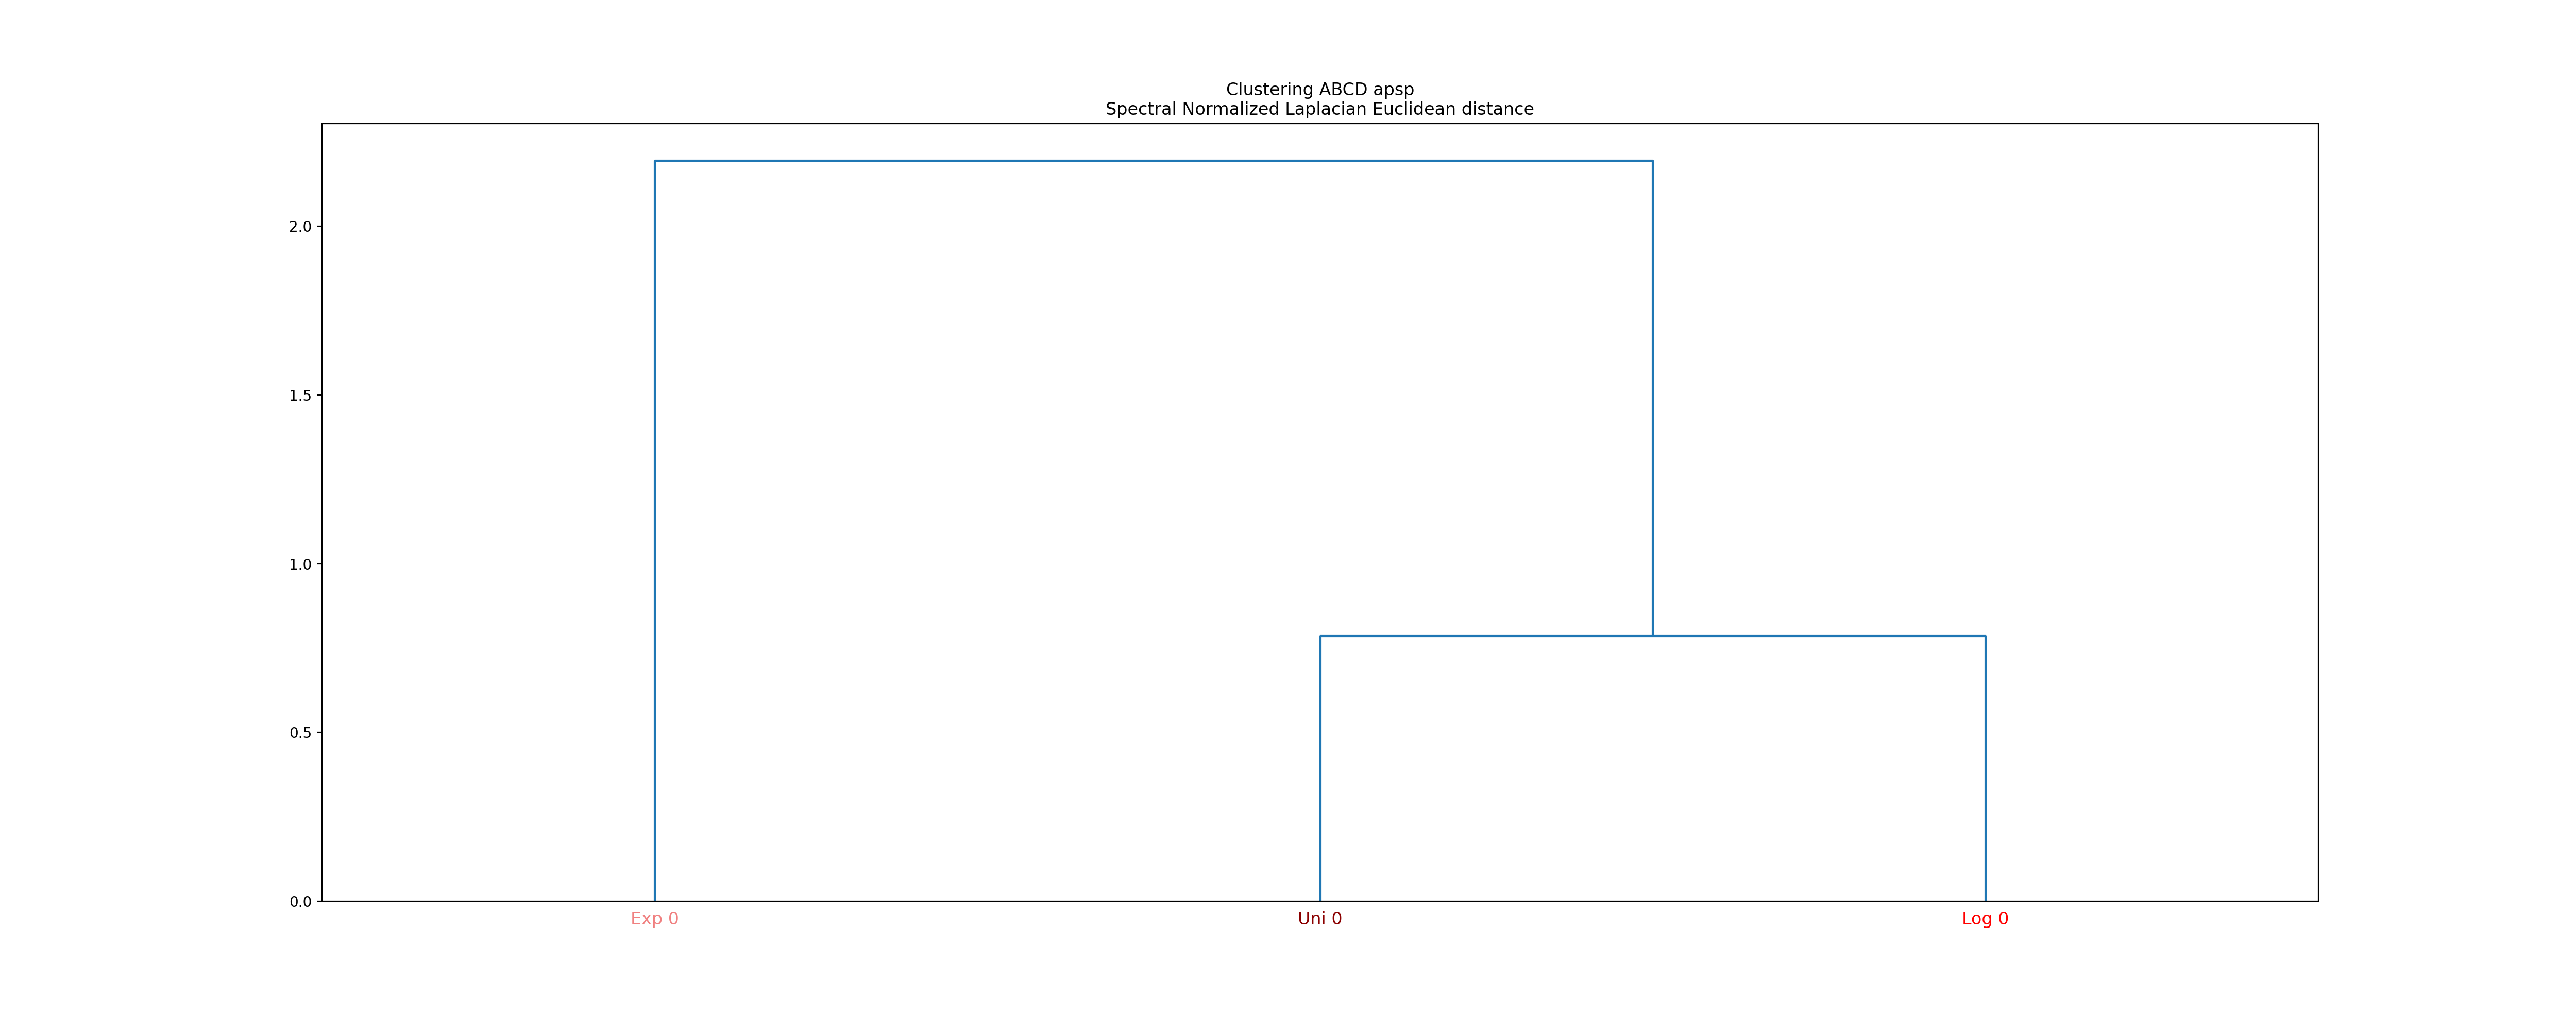 Clustering ABCD apsp
Spectral Normalized Laplacian Euclidean distance
2.0
1.5
1.0
0.5
0.0
Exp 0
Uni 0
Log 0